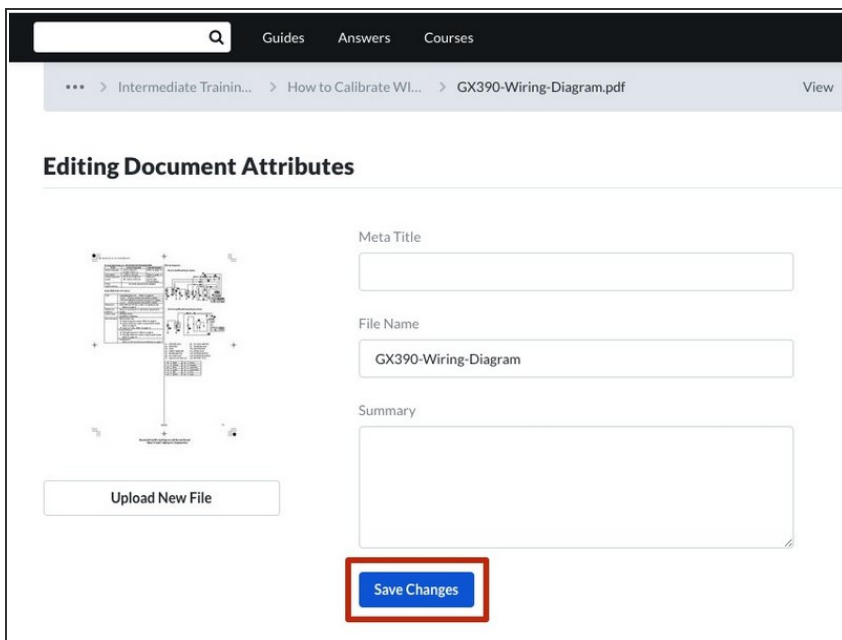 Guides Answers Courses
••• > Intermediate Trainin... > How to Calibrate WI... > GX390-Wiring-Diagram.pdf View
Editing Document Attributes
Meta Title
File Name
GX390-Wiring-Diagram
Summary
Upload New File
Save Changes